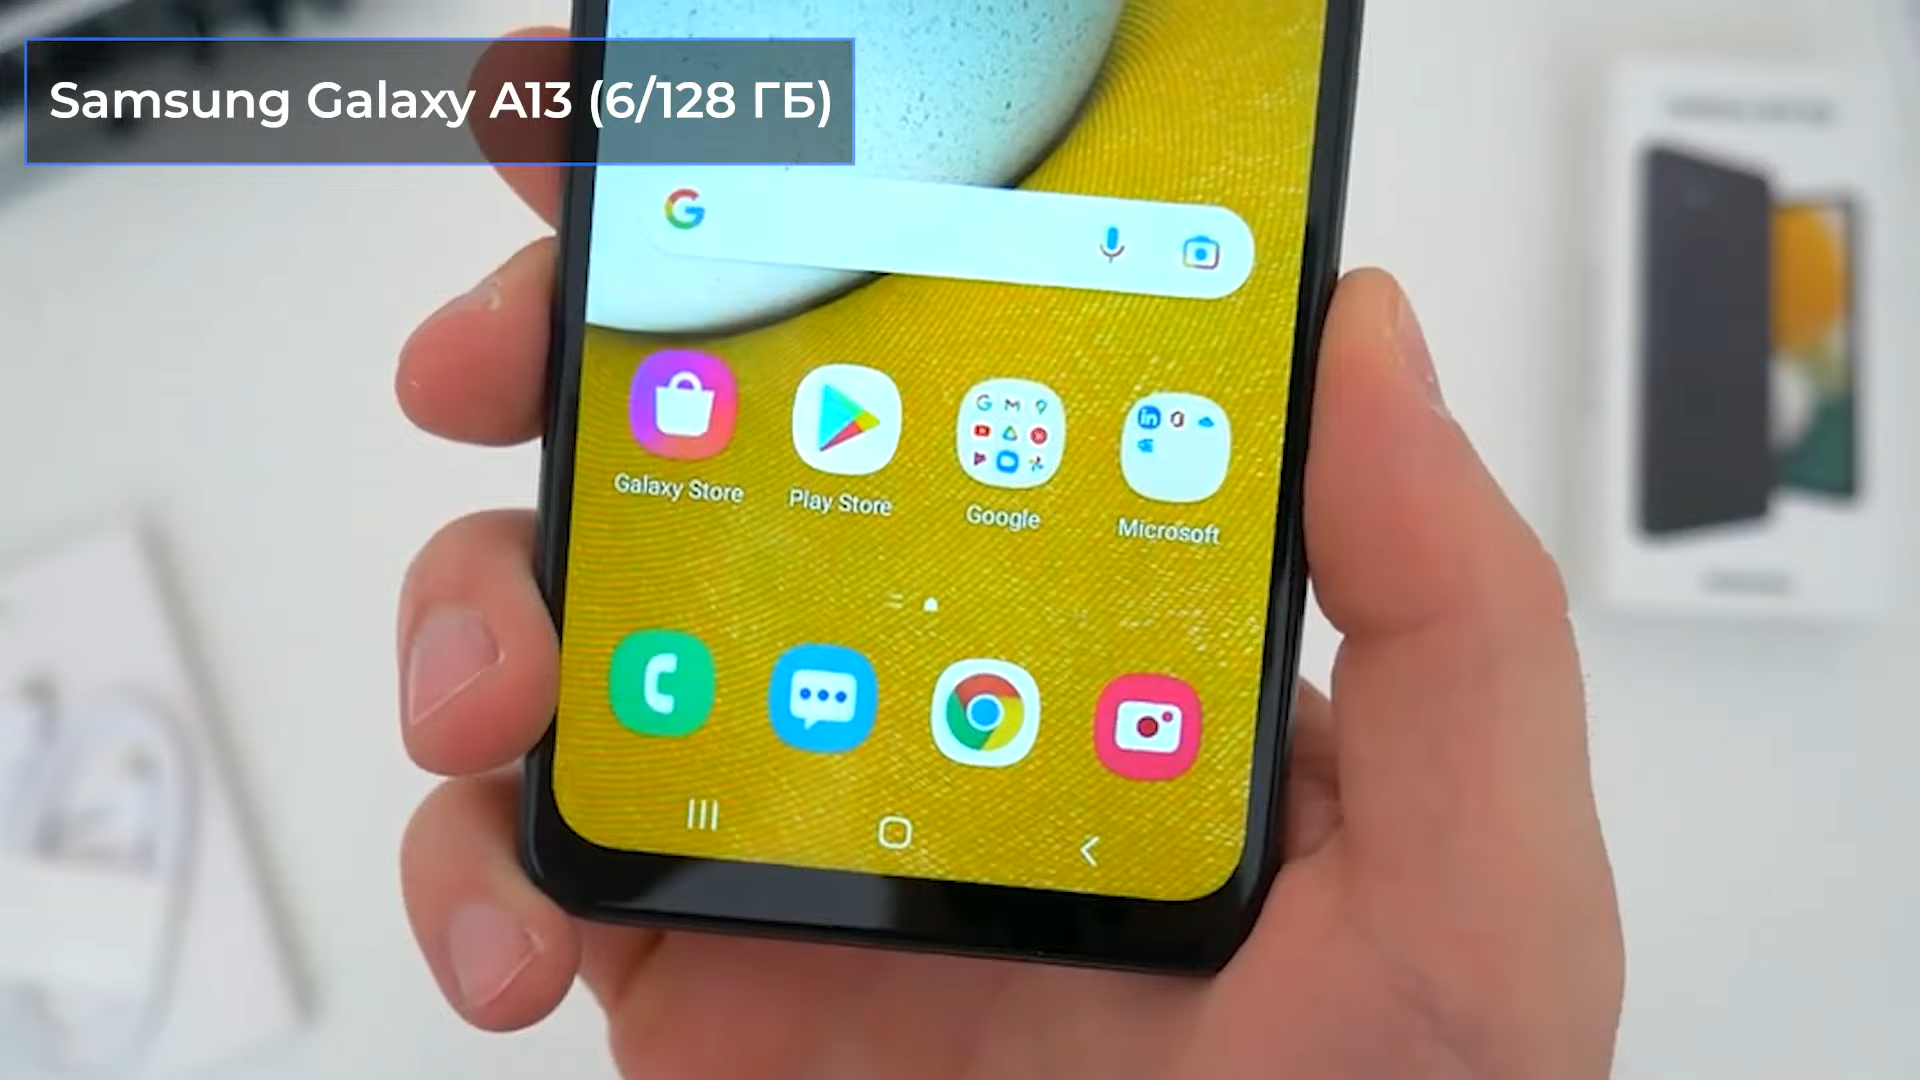 Samsung Galaxy A13 (6/128 ГБ)
Galaxy Store
Play Store
Google
Microsoft